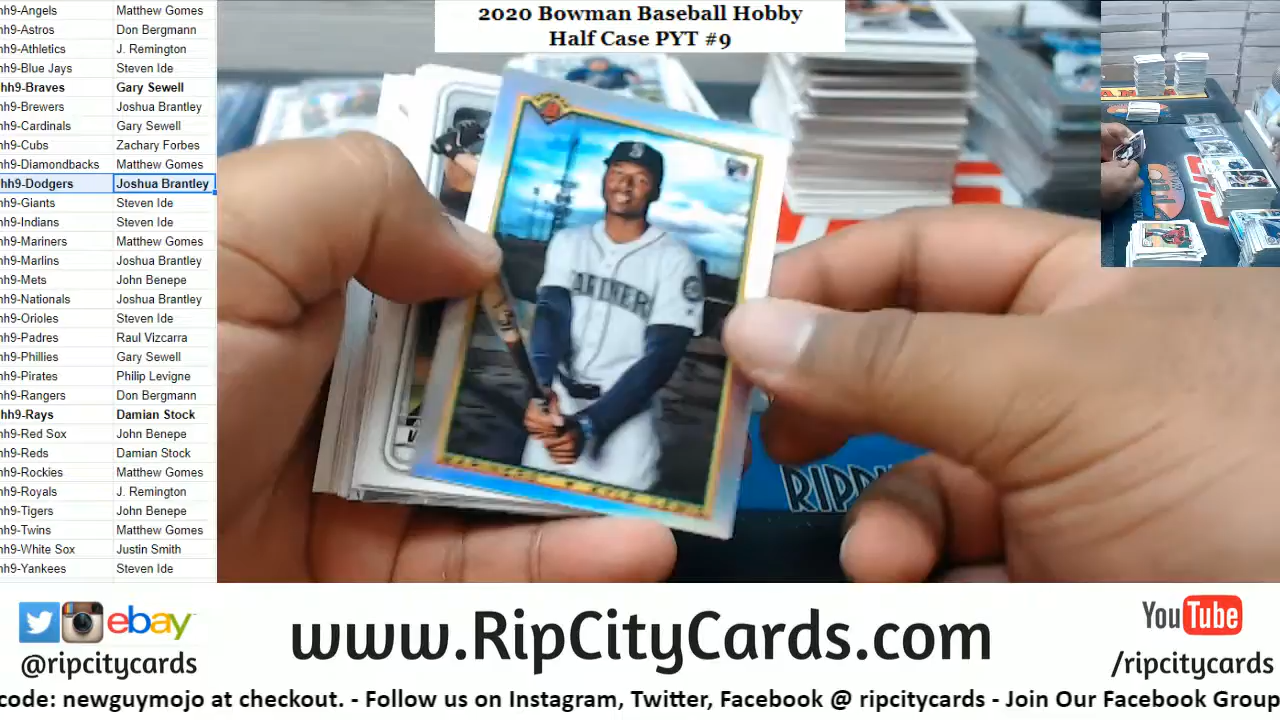 2020 Bowman Baseball Hobby
Half Case PYT #9
hh9-Angels Matthew Gomes
hh9-Astros Don Bergmann
hh9-Athletics J. Remington
hh9-Blue Jays Steven Ide
hh9-Braves Gary Sewell
hh9-Brewers Joshua Brantley
hh9-Cardinals Gary Sewell
hh9-Cubs Zachary Forbes
hh9-Diamondbacks Matthew Gomes
hh9-Dodgers Joshua Brantley
hh9-Giants Steven Ide
hh9-Indians Steven Ide
hh9-Mariners Matthew Gomes
hh9-Marlins Joshua Brantley
hh9-Mets John Benepe
hh9-Nationals Joshua Brantley
hh9-Orioles Steven Ide
hh9-Padres Raul Vizcarra
hh9-Phillies Gary Sewell
hh9-Pirates Philip Levigne
hh9-Rangers Don Bergmann
hh9-Rays Damian Stock
hh9-Red Sox John Benepe
hh9-Reds Damian Stock
hh9-Rockies Matthew Gomes
hh9-Royals J. Remington
hh9-Tigers John Benepe
hh9-Twins Matthew Gomes
hh9-White Sox Justin Smith
hh9-Yankees Steven Ide
ebay
@ripcitycards
www.RipCityCards.com
YouTube
/ripcitycards
code: newguymojo at checkout. - Follow us on Instagram, Twitter, Facebook @ ripcitycards - Join Our Facebook Group